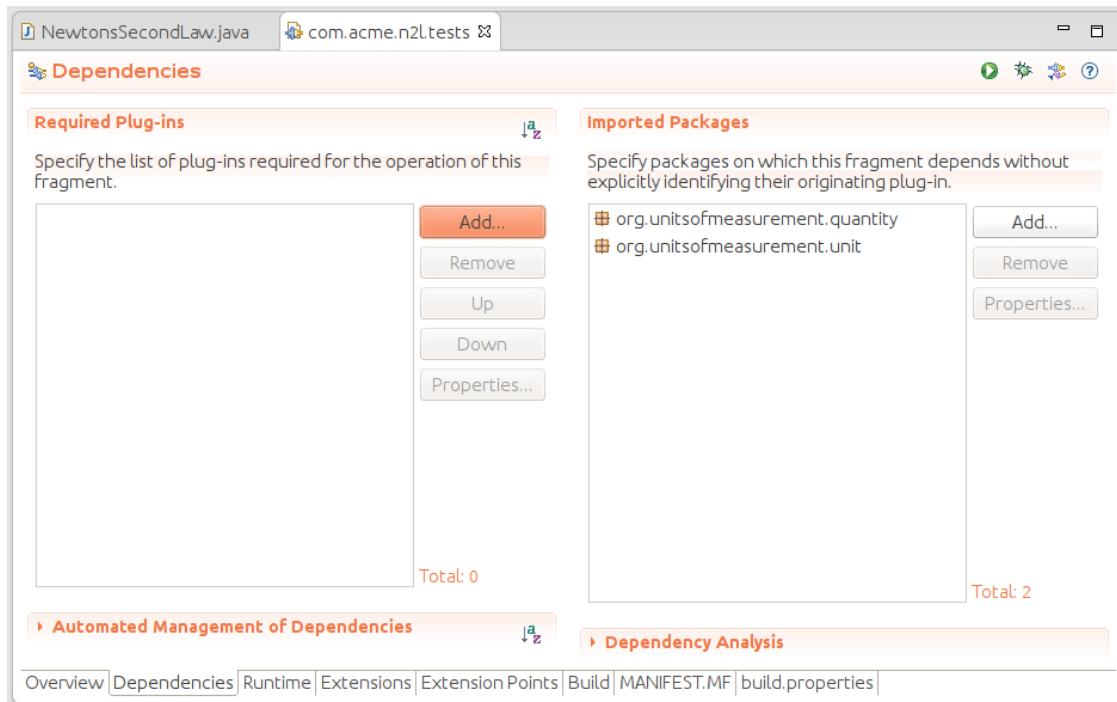 NewtonsSecondLaw.java
com.acme.n2l.tests
Dependencies
Required Plug-ins
Specify the list of plug-ins required for the operation of this
fragment.
Add...
Remove
Up
Down
Properties...
Total: 0
Automated Management of Dependencies
Imported Packages
Specify packages on which this fragment depends without
explicitly identifying their originating plug-in.
org.unitsofmeasurement.quantity
org.unitsofmeasurement.unit
Add...
Remove
Properties...
Total: 2
Dependency Analysis
Overview Dependencies Runtime Extensions Extension Points Build MANIFEST.MF build.properties